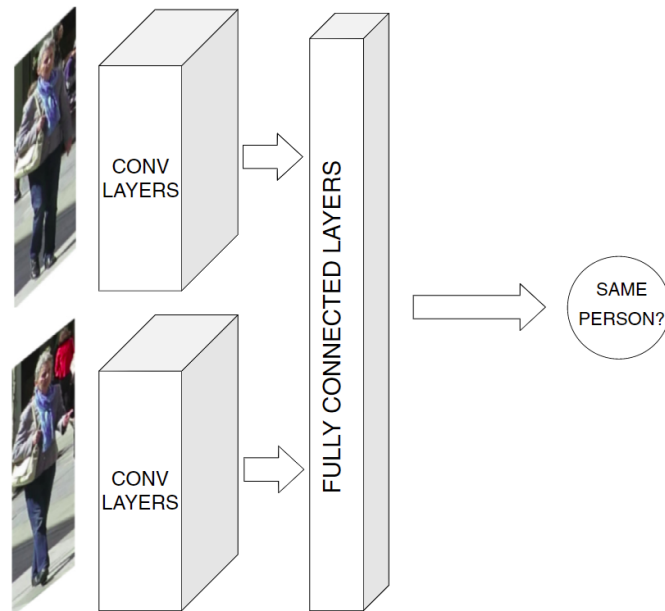 CONV
LAYERS
FULLY CONNECTED LAYERS
SAME
PERSON?
CONV
LAYERS